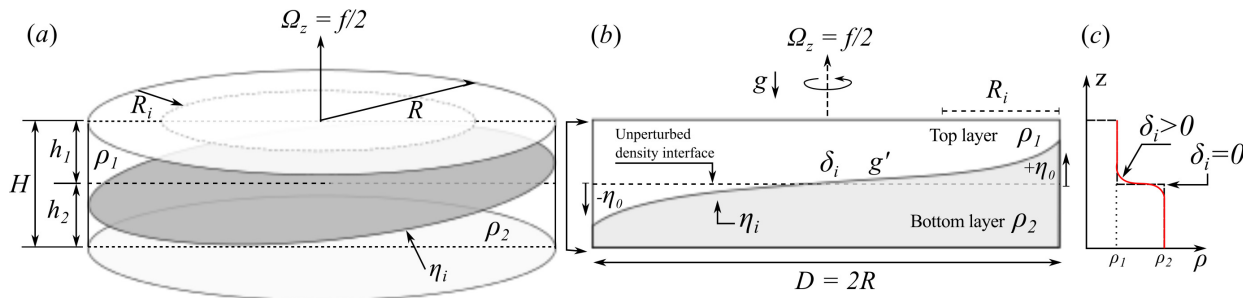 (a)
Ω_z = f/2
R_i
R
H
h_1
h_2
ρ_1
ρ_2
η_i
(b)
Ω_z = f/2
g
R_i
Unperturbed
density interface
Top layer ρ_1
δ_i
g'
+η_0
-η_0
η_i
Bottom layer ρ_2
D = 2R
(c)
z
δ_i>0
δ_i=0
ρ_1
ρ_2
ρ